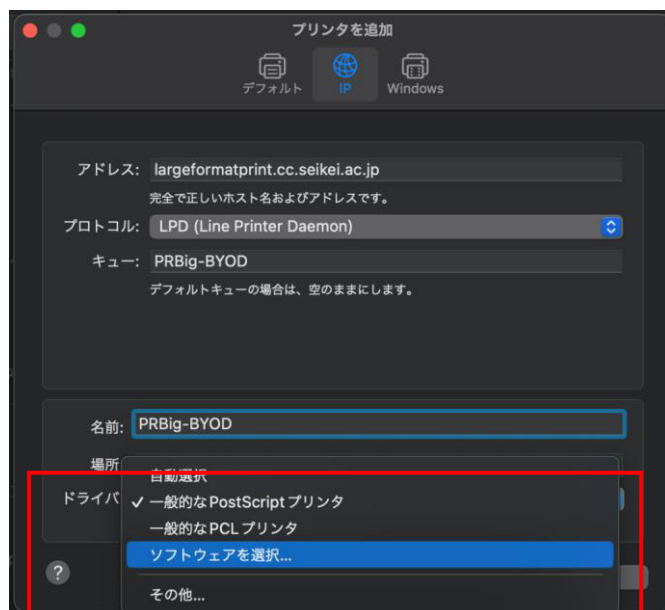 プリンタを追加
デフォルト
IP
Windows
アドレス: largeformatprint.cc.seikei.ac.jp
完全で正しいホスト名およびアドレスです。
プロトコル: LPD (Line Printer Daemon)
キュー: PRBig-BYOD
デフォルトキューの場合は、空のままにします。
名前: PRBig-BYOD
場所
自動選択
ドライバ ✓ 一般的なPostScriptプリンタ
一般的なPCLプリンタ
ソフトウェアを選択...
?
その他...